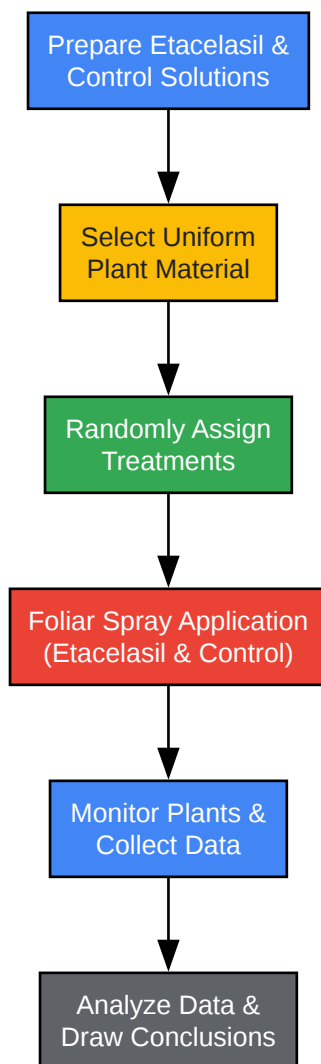 Prepare Etacelasil &
Control Solutions
Select Uniform
Plant Material
Randomly Assign
Treatments
Foliar Spray Application
(Etacelasil & Control)
Monitor Plants &
Collect Data
Analyze Data &
Draw Conclusions